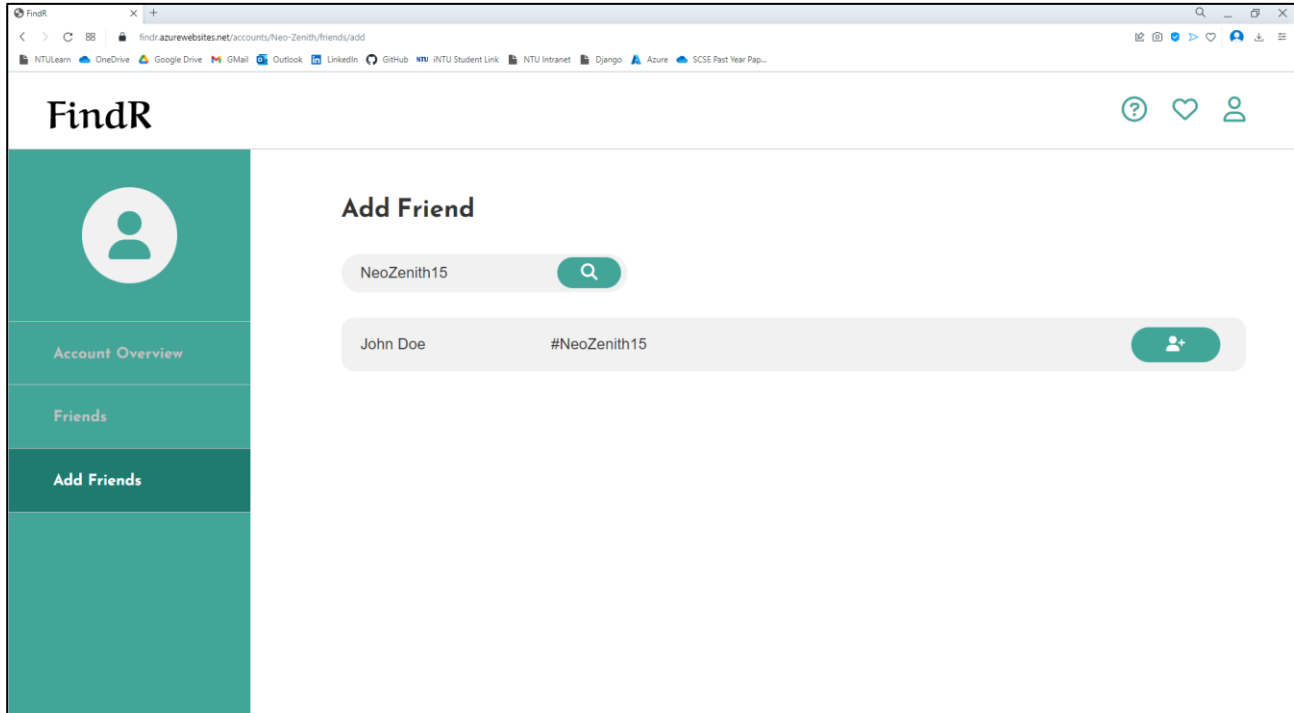 FindR
findr.azurewebsites.net/accounts/Neo-Zenith/friends/add
NTULearn OneDrive Google Drive GMail Outlook LinkedIn GitHub NTU iNTU Student Link NTU Intranet Django Azure SCSE Past Year Pap...
FindR
Add Friend
NeoZenith15
John Doe #NeoZenith15
Account Overview
Friends
Add Friends